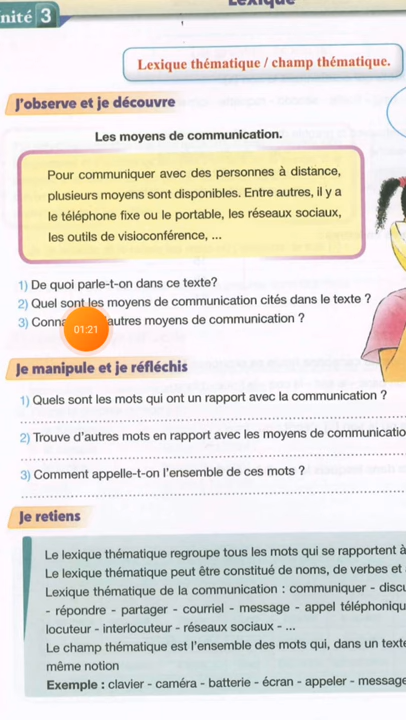 Unité 3
Lexique
Lexique thématique / champ thématique.
J'observe et je découvre
Les moyens de communication.
Pour communiquer avec des personnes à distance,
plusieurs moyens sont disponibles. Entre autres, il y a
le téléphone fixe ou le portable, les réseaux sociaux,
les outils de visioconférence, ...
1) De quoi parle-t-on dans ce texte?
2) Quel sont les moyens de communication cités dans le texte ?
3) autres moyens de communication ?
01:21
Je manipule et je réfléchis
1) Quels sont les mots qui ont un rapport avec la communication ?
2) Trouve d'autres mots en rapport avec les moyens de
3) Comment appelle-t-on l'ensemble de ces mots ?
Je retiens
Le lexique thématique regroupe tous les mots qui se rapportent à
Le lexique thématique peut être constitué de noms, de verbes et
Lexique thématique de la communication : communiquer -
- répondre - partager - courriel - message - appel
locuteur - interlocuteur - réseaux sociaux - ...
Le champ thématique est l'ensemble des mots qui, dans un texte
même notion
Exemple : clavier - caméra - batterie - écran - appeler - message